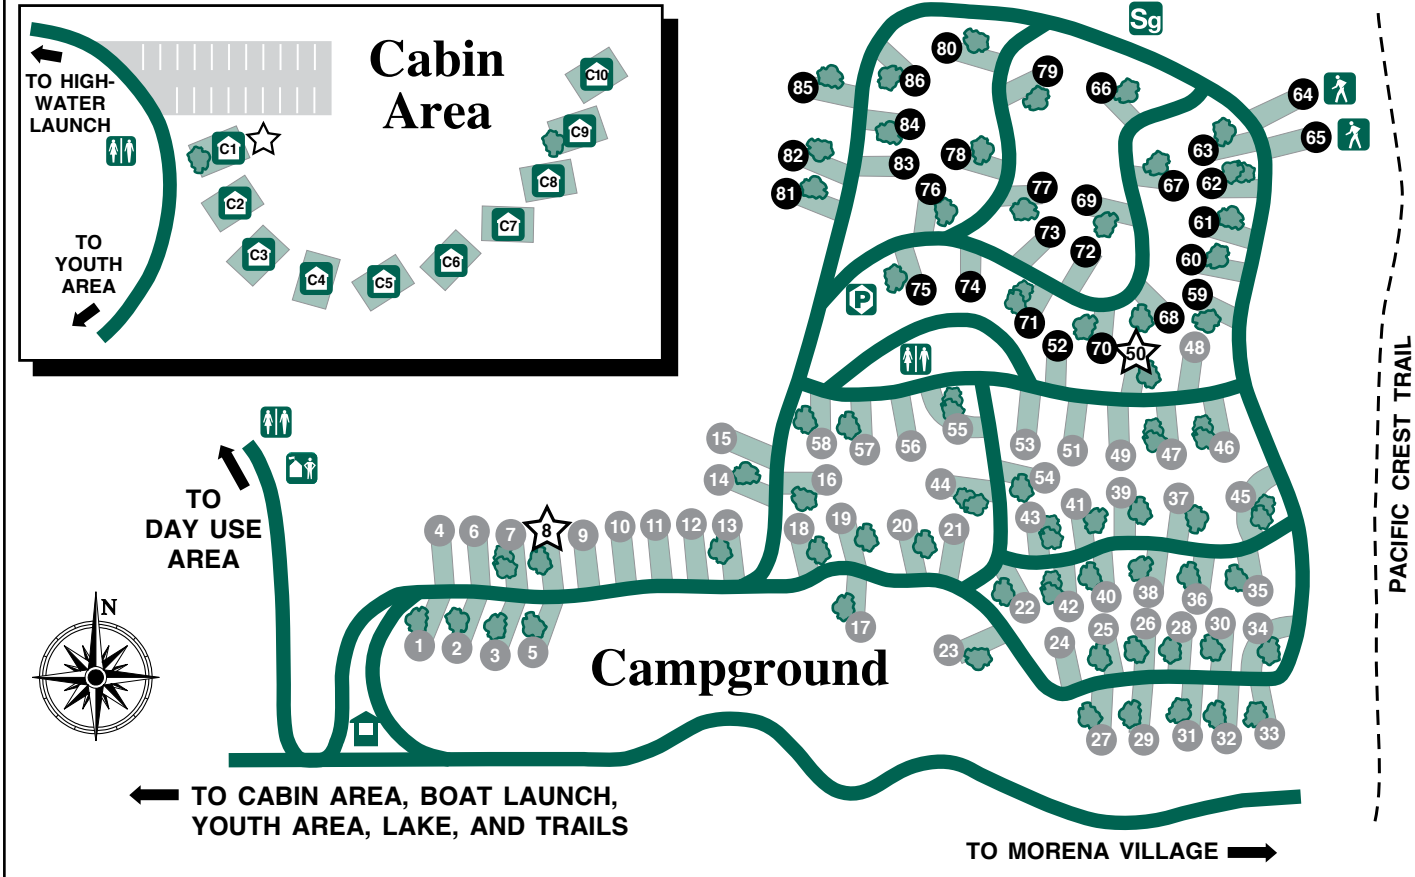 Cabin
Area
TO HIGH-
WATER
LAUNCH
TO
YOUTH
AREA
C1
C2
C3
C4
C5
C6
C7
C8
C9
C10
Sg
80
79
66
86
85
84
82
83
78
81
76
77
69
73
72
64
65
63
67
62
61
60
59
75
74
71
68
52
70
50
48
P
58
57
56
55
53
51
49
47
46
15
14
16
44
54
43
41
39
37
45
4
6
7
8
9
10
11
12
13
18
19
20
21
1
2
3
5
17
22
42
40
38
36
35
23
24
25
26
28
30
34
27
29
31
32
33
TO
DAY USE
AREA
N
Campground
TO CABIN AREA, BOAT LAUNCH,
YOUTH AREA, LAKE, AND TRAILS
TO MORENA VILLAGE
PACIFIC CREST TRAIL